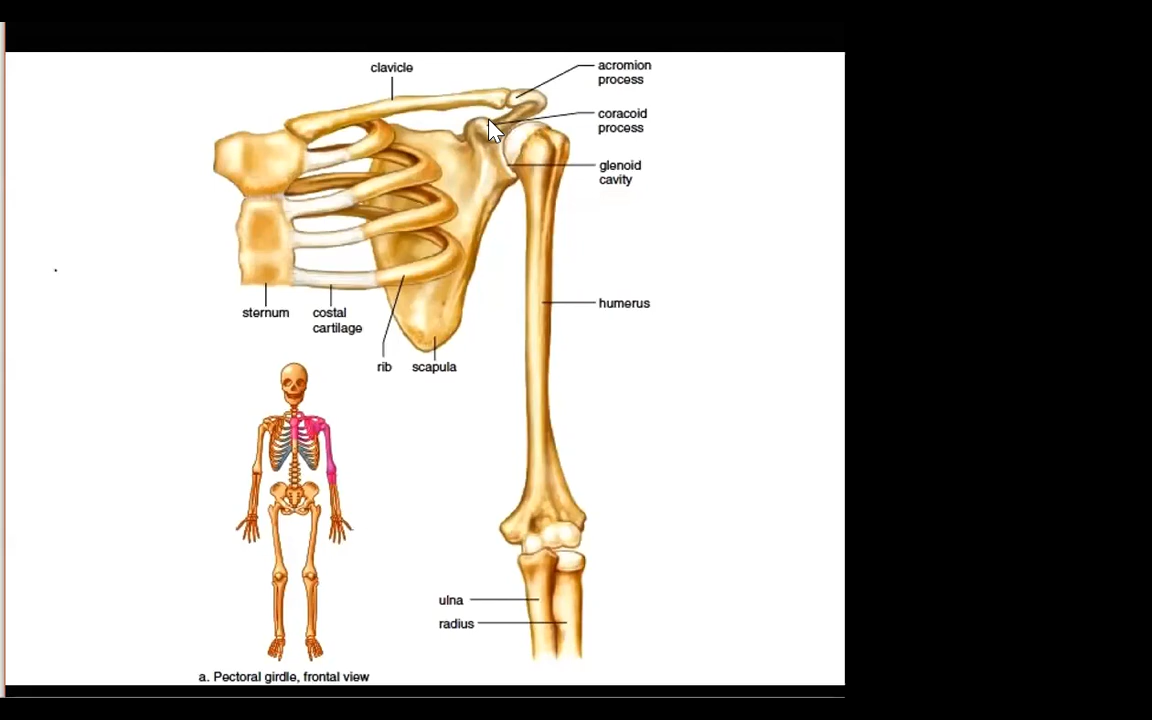 clavicle
acromion
process
coracoid
process
glenoid
cavity
humerus
sternum
costal
cartilage
rib
scapula
ulna
radius
a. Pectoral girdle, frontal view